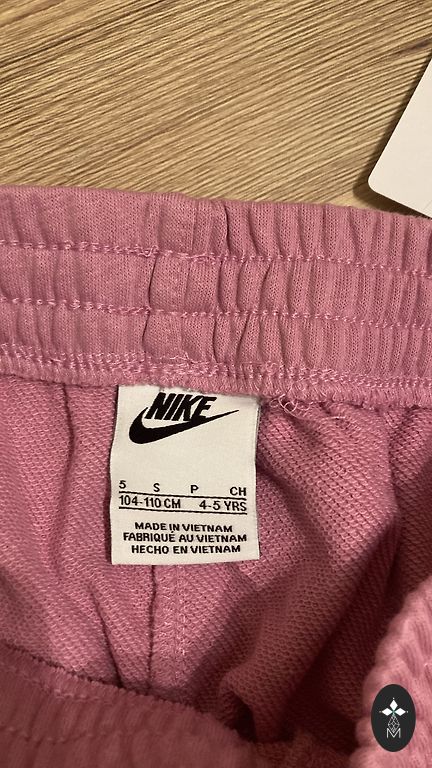 NIKE
5 S P CH
104-110 CM 4-5 YRS
MADE IN VIETNAM
FABRIQUÉ AU VIETNAM
HECHO EN VIETNAM
M